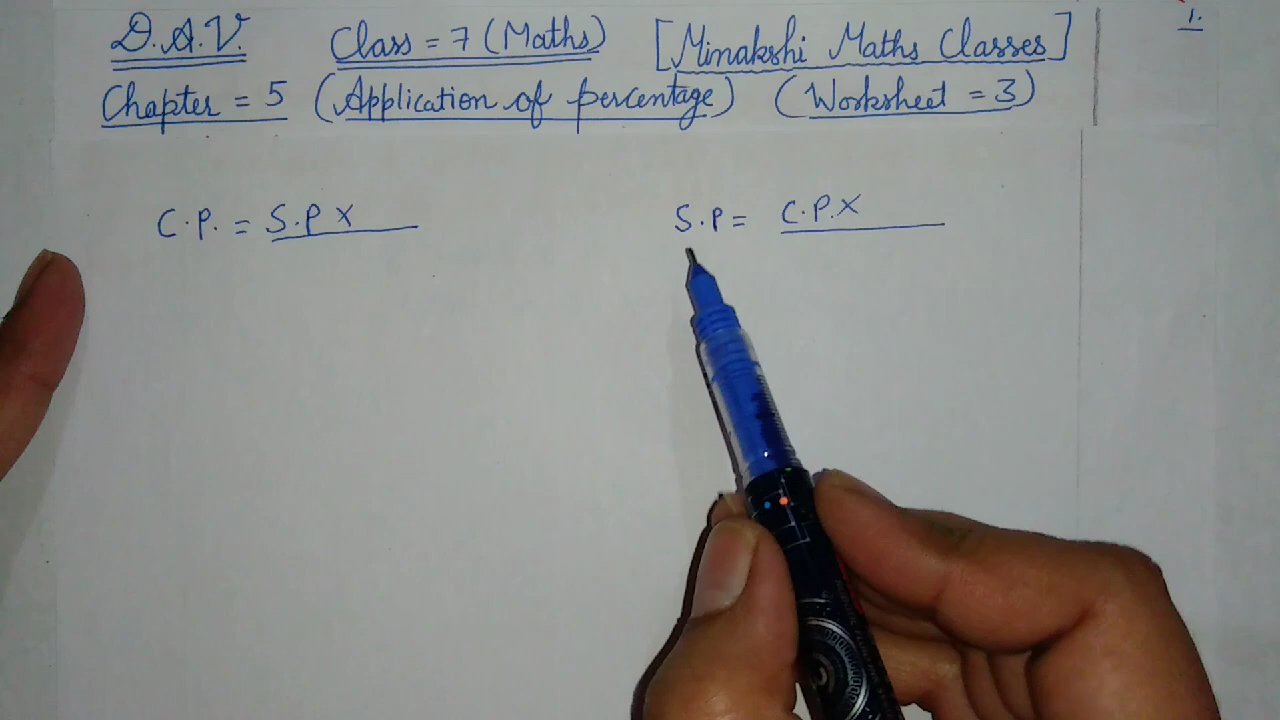 1.
D.A.V. Class = 7 (Maths) [Minakshi Maths Classes]
Chapter = 5 (Application of percentage) (Worksheet = 3)
C.P. = S.P X S.P = C.P. X